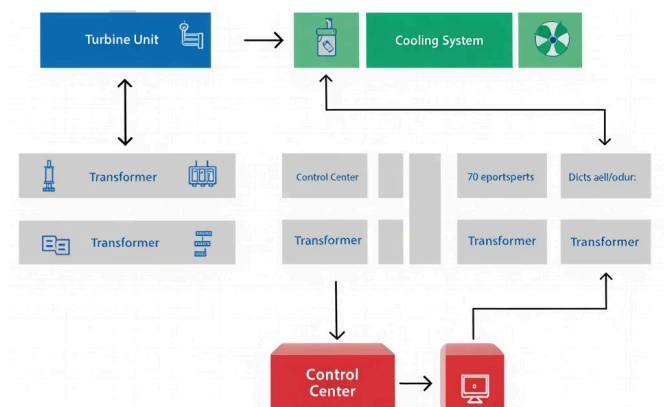 Turbine Unit
Cooling System
Transformer
Control Center
70 eportsperts
Dicts aell/odur:
Transformer
Transformer
Transformer
Transformer
Control
Center